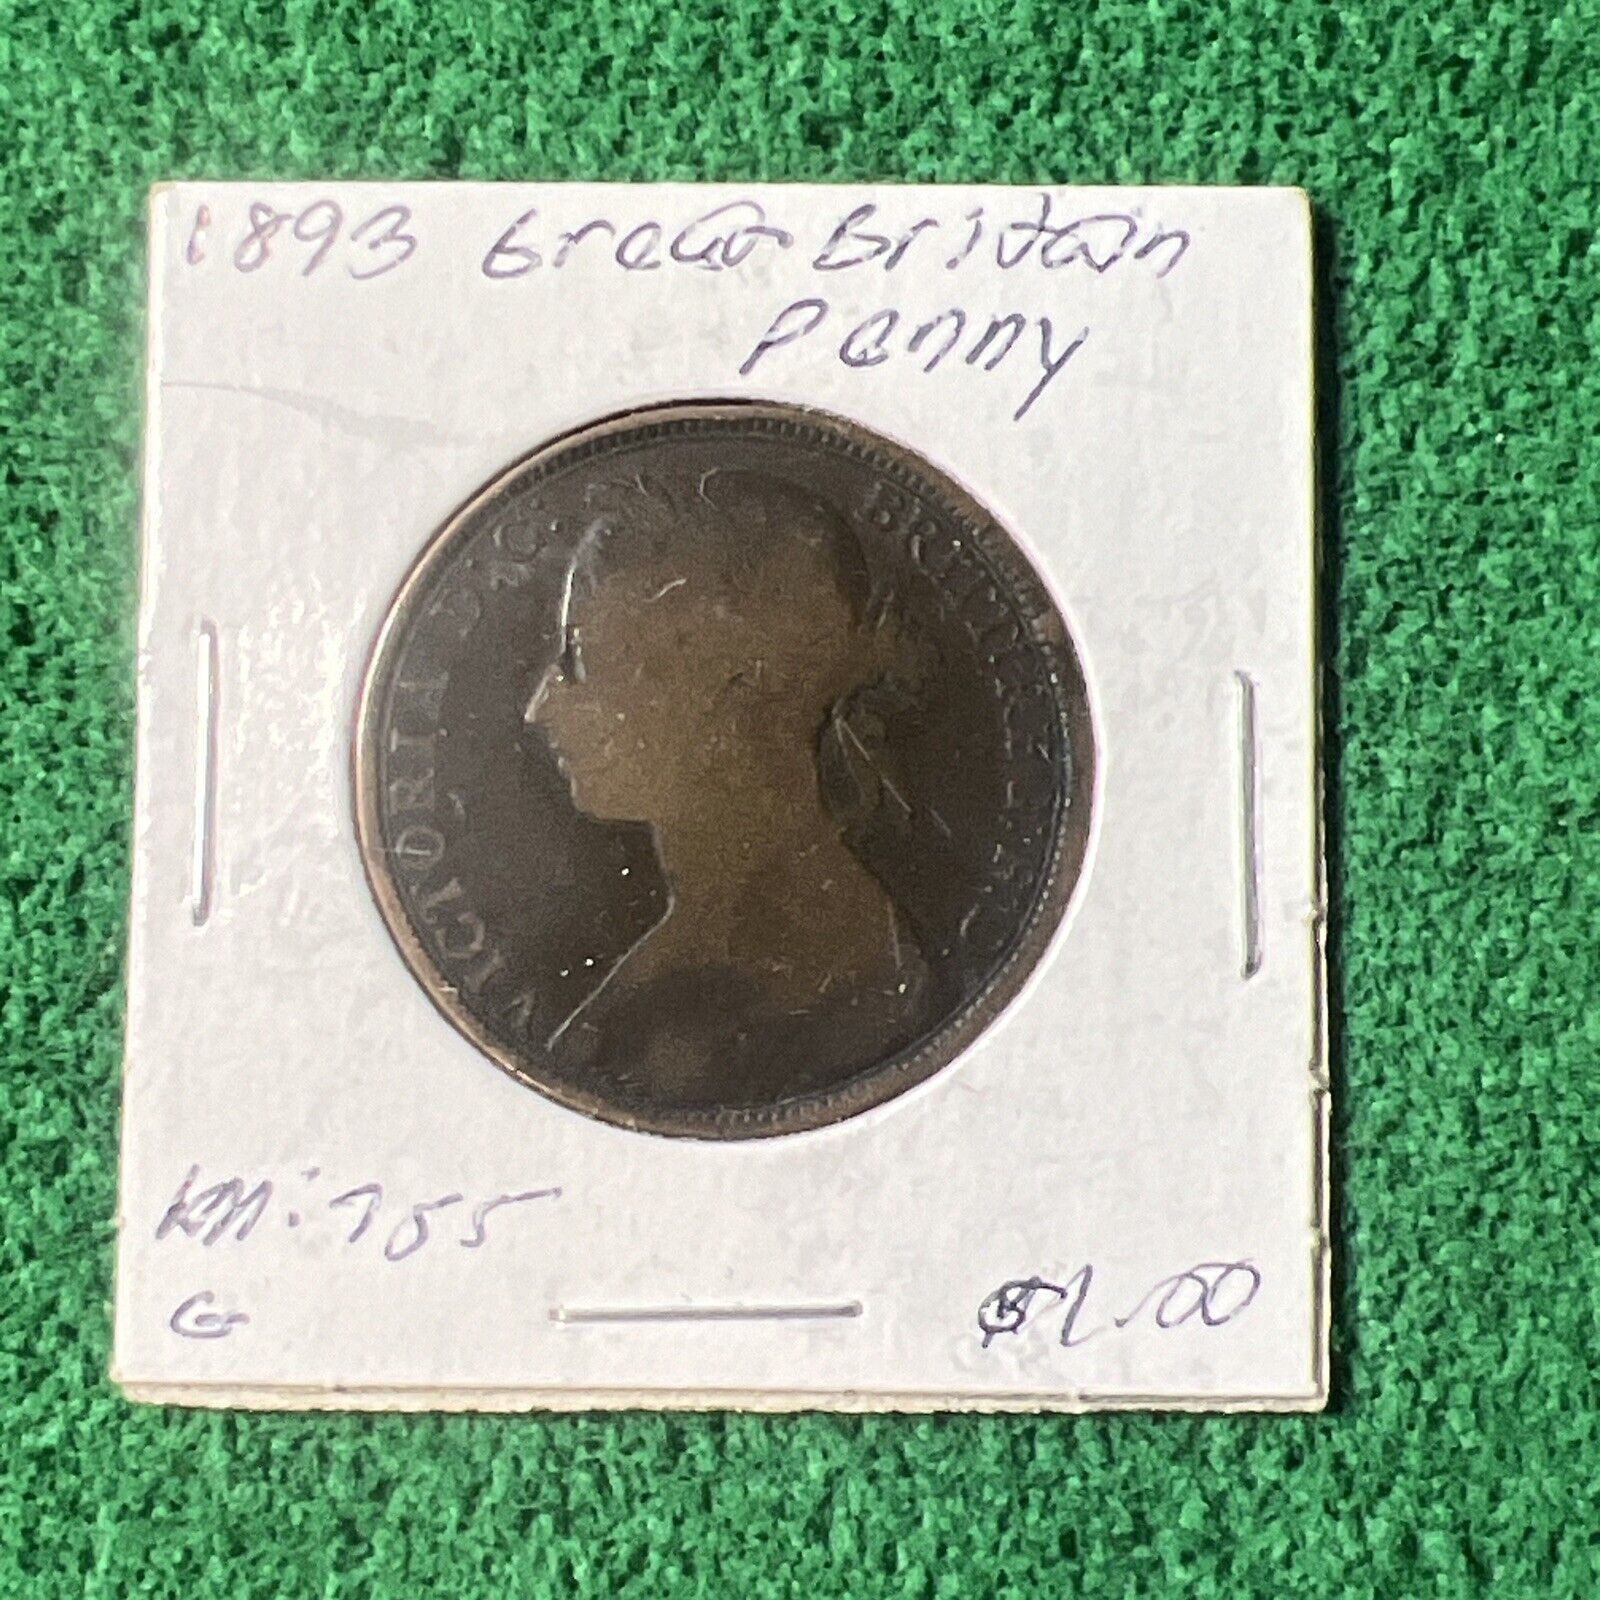 1893 Great Britain
Penny
VICTORIA D.G. BRITT
KM: 755
G
$1.00